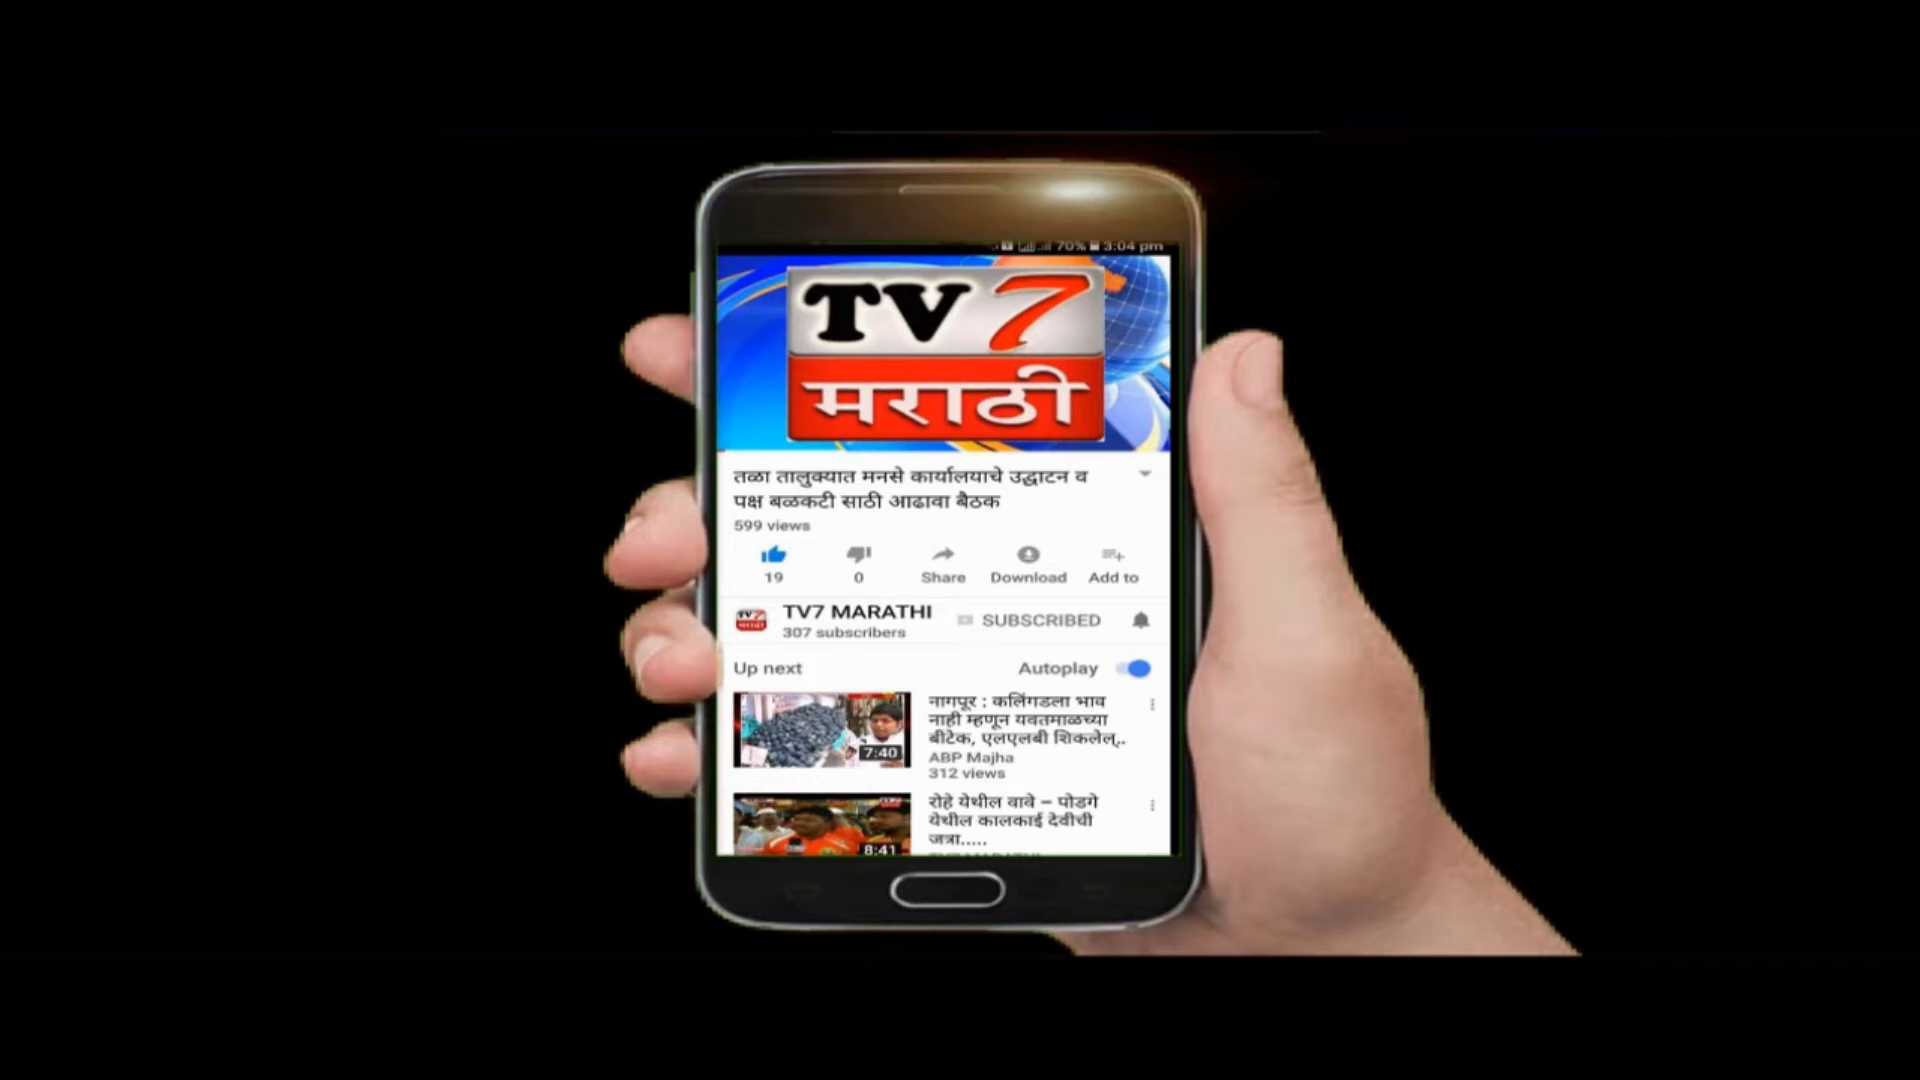 70% 3:04 pm
TV 7
मराठी
तळा तालुक्यात मनसे कार्यालयाचे उद्घाटन व
पक्ष बळकटी साठी आढावा बैठक
599 views
19 0 Share Download Add to
TV7 MARATHI
SUBSCRIBED
307 subscribers
Up next Autoplay
नागपूर : कलिंगडला भाव
नाही म्हणून यवतमाळच्या
बीटेक, एलएलबी शिकलेल्..
ABP Majha
312 views
7:40
रोहे येथील वावे – पोडगे
येथील कालकाई देवीची
जत्रा.....
8:41